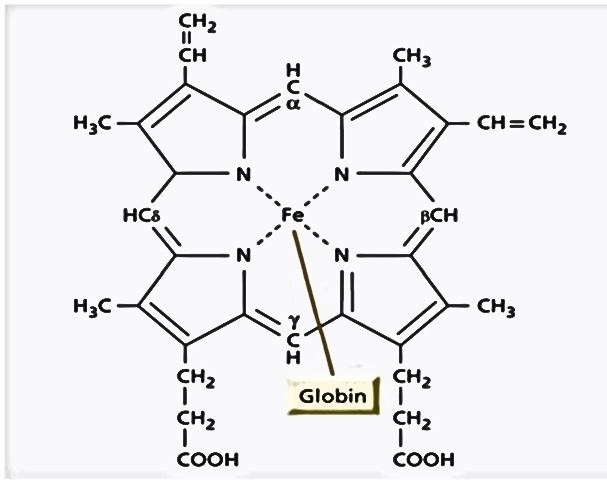 CH₂
CH
H
C
α
CH₃
H₃C
CH=CH₂
N
N
HCδ
Fe
βCH
N
N
H₃C
γ
C
H
CH₃
CH₂
CH₂
Globin
CH₂
CH₂
COOH
COOH